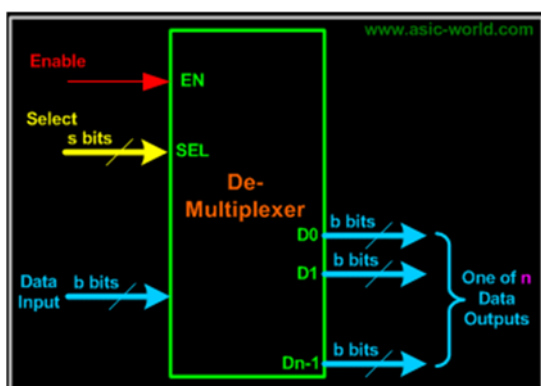 www.asic-world.com
Enable
EN
Select
s bits
SEL
De-
Multiplexer
D0
b bits
D1
b bits
Data
Input
b bits
One of n
Data
Outputs
Dn-1
b bits